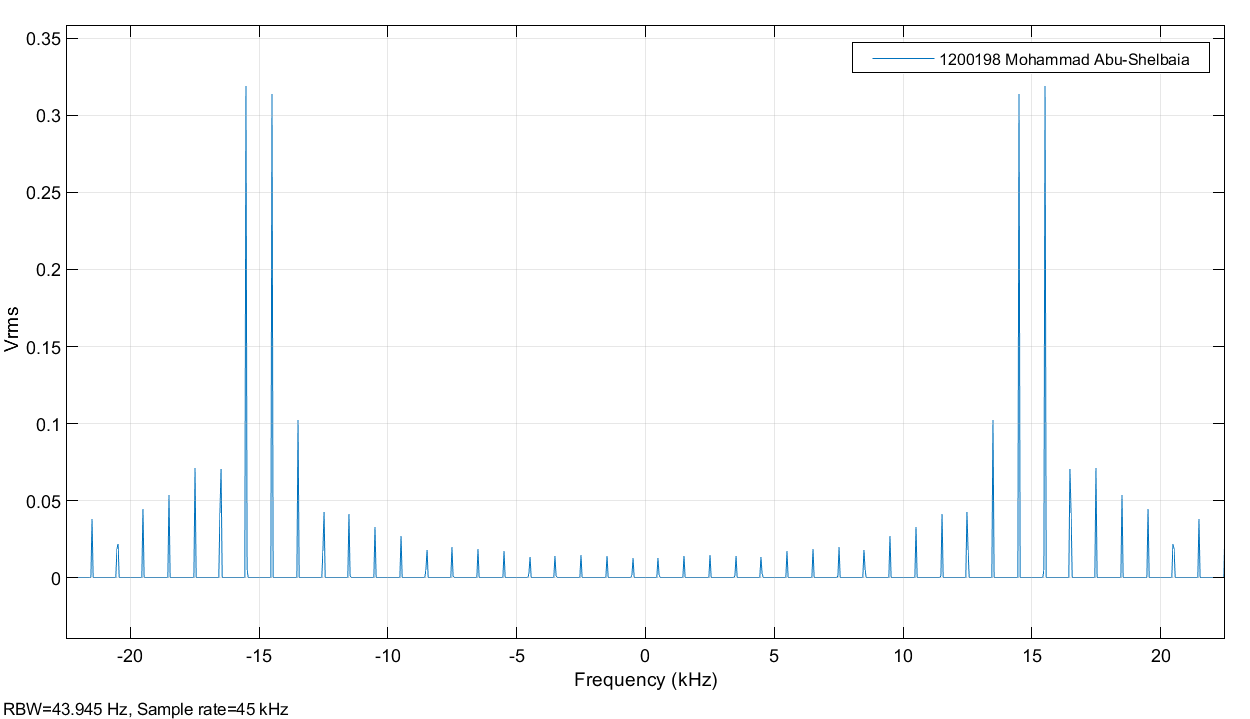 0.35
1200198 Mohammad Abu-Shelbaia
0.3
0.25
0.2
Vrms
0.15
0.1
0.05
0
-20 -15 -10 -5 0 5 10 15 20
Frequency (kHz)
RBW=43.945 Hz, Sample rate=45 kHz